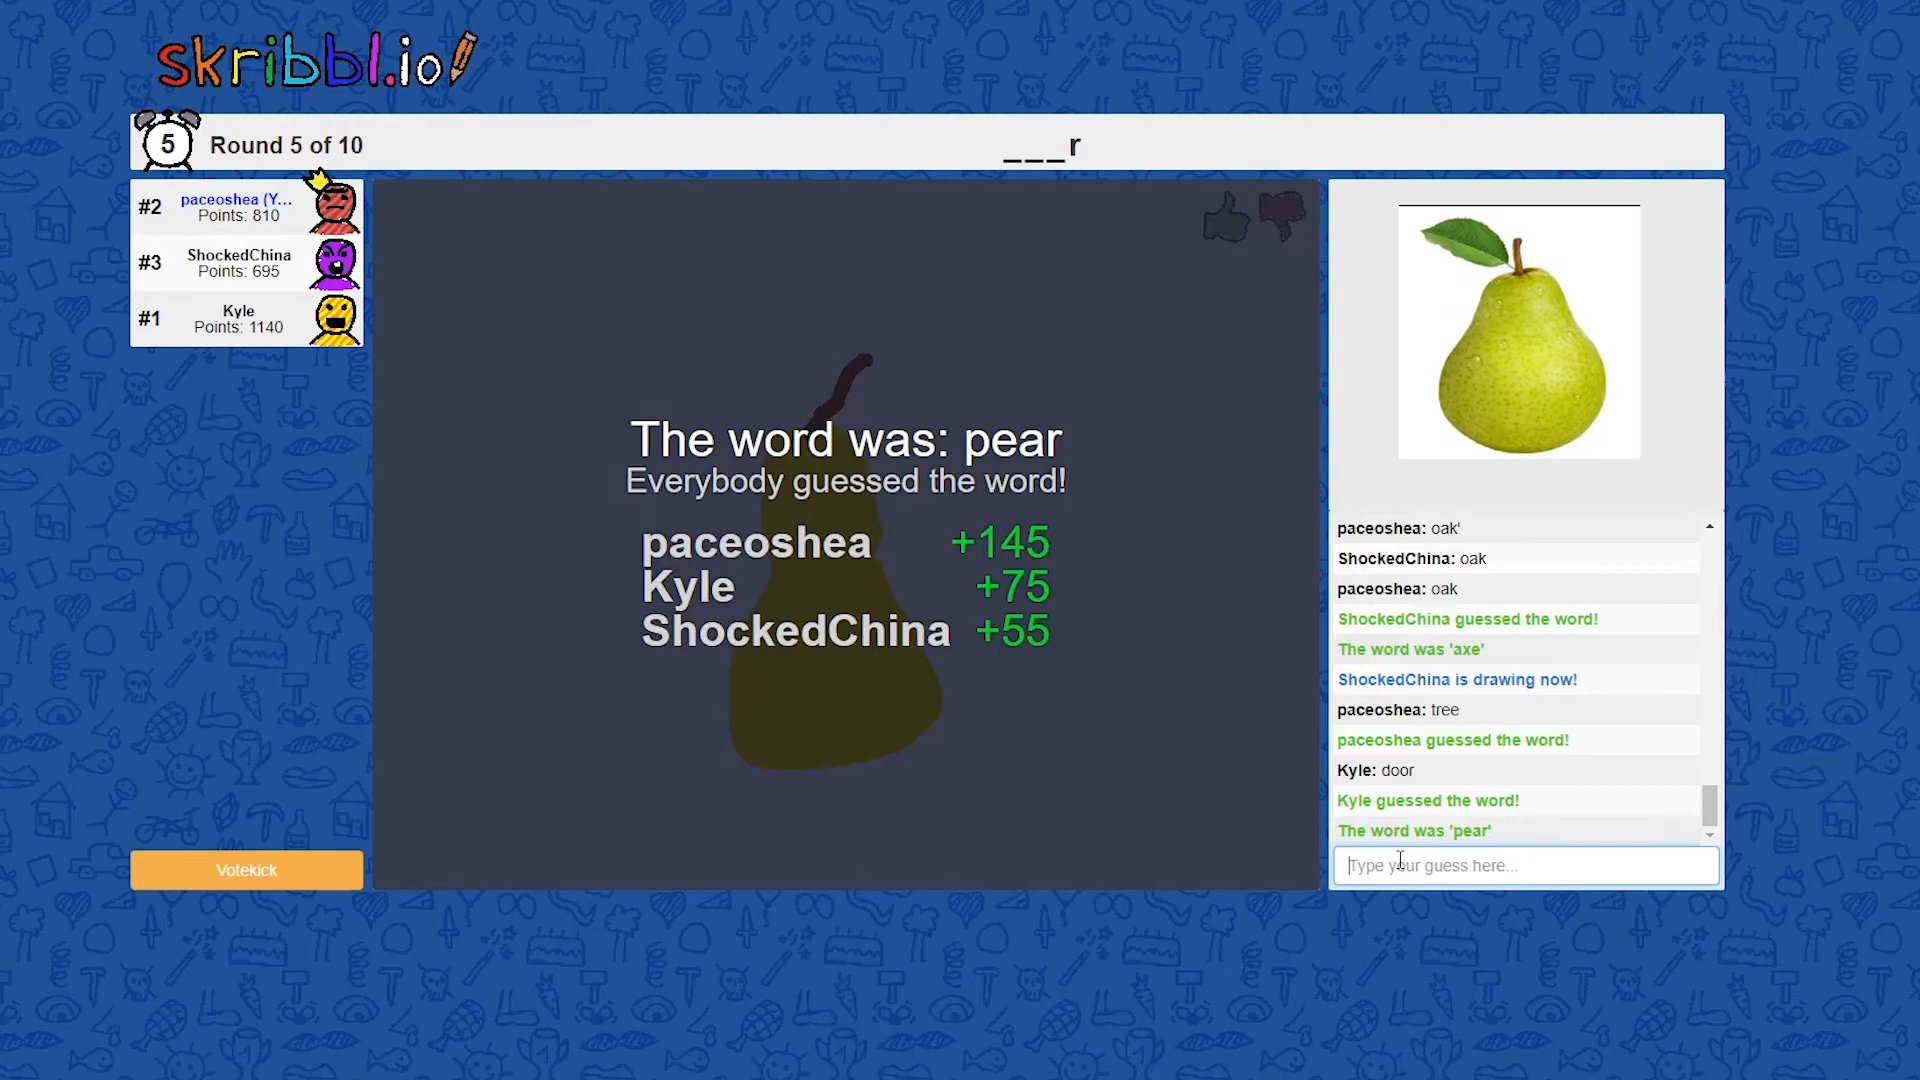 skribbl.io
5
Round 5 of 10
___r
#2
paceoshea (Y...
Points: 810
#3
ShockedChina
Points: 695
#1
Kyle
Points: 1140
The word was: pear
Everybody guessed the word!
paceoshea +145
Kyle +75
ShockedChina +55
paceoshea: oak'
ShockedChina: oak
paceoshea: oak
ShockedChina guessed the word!
The word was 'axe'
ShockedChina is drawing now!
paceoshea: tree
paceoshea guessed the word!
Kyle: door
Kyle guessed the word!
The word was 'pear'
Type your guess here...
Votekick